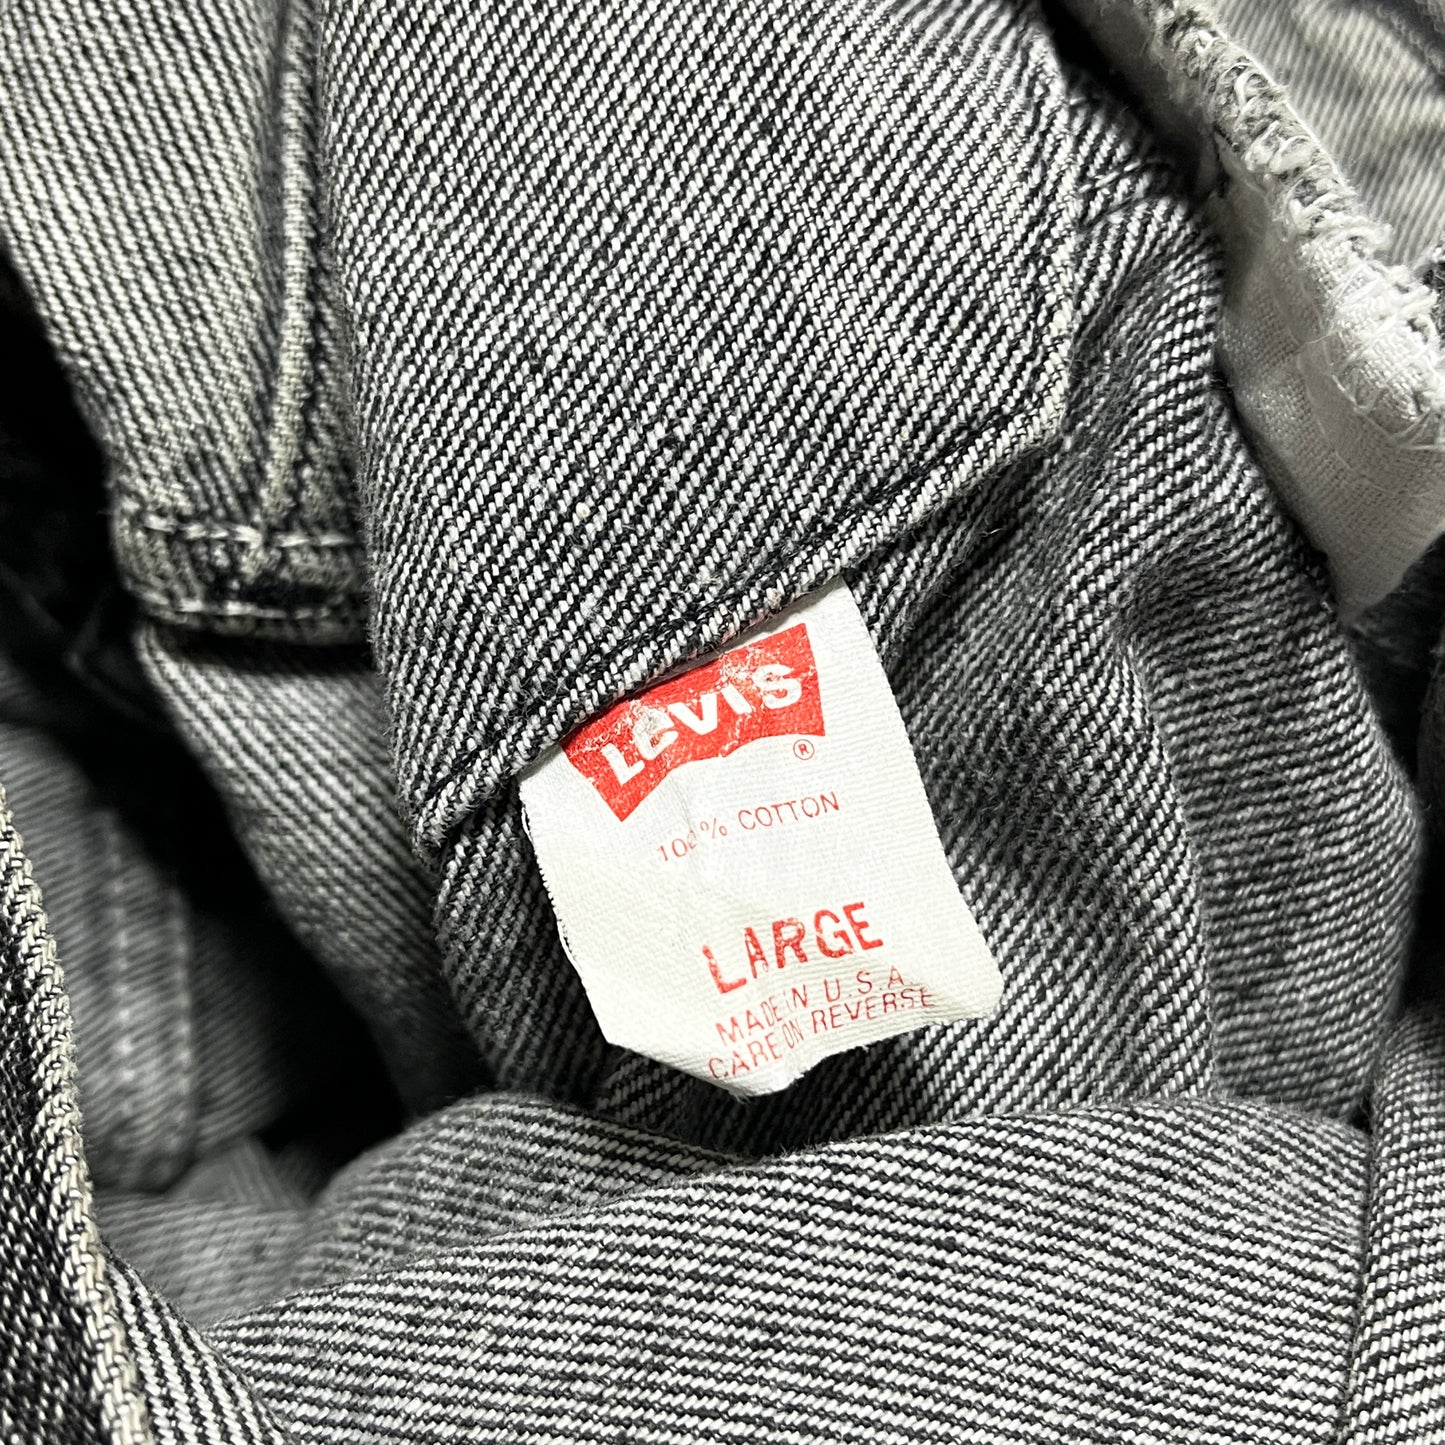 LEVI'S
®
100% COTTON
LARGE
MADE IN U.S.A.
CARE ON REVERSE